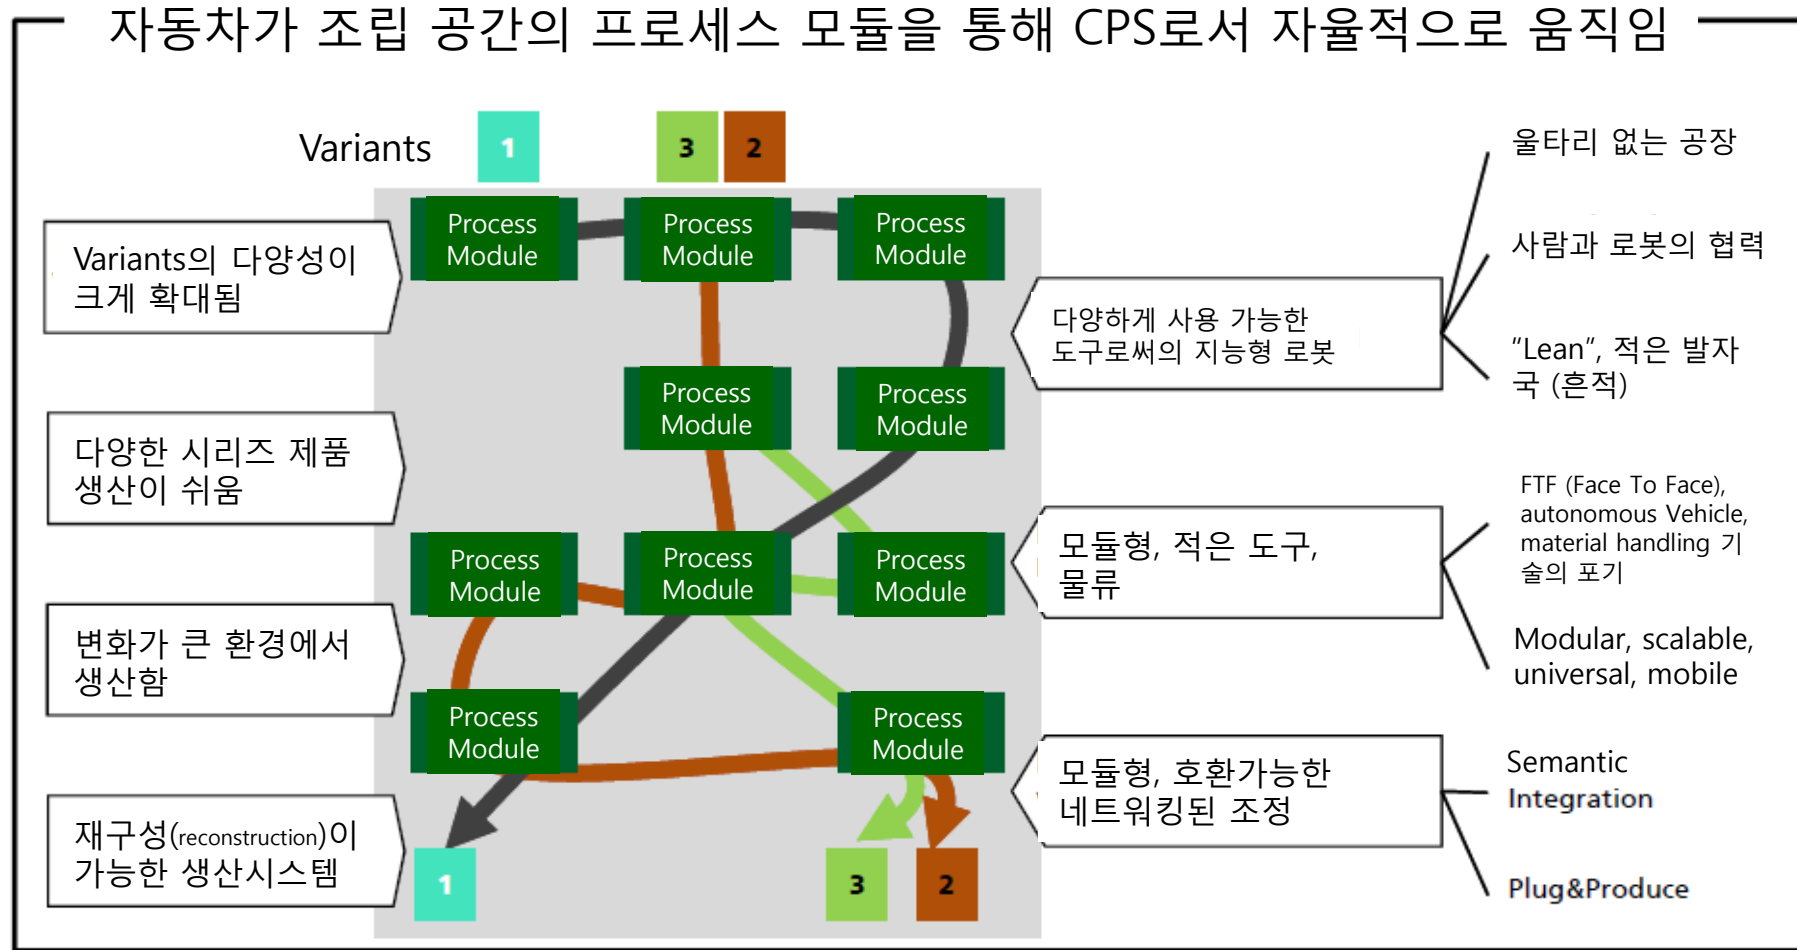 자동차가 조립 공간의 프로세스 모듈을 통해 CPS로서 자율적으로 움직임
Variants
1
3
2
Process
Module
Process
Module
Process
Module
Process
Module
Process
Module
Process
Module
Process
Module
Process
Module
Process
Module
Process
Module
1
3
2
Variants의 다양성이
크게 확대됨
다양한 시리즈 제품
생산이 쉬움
변화가 큰 환경에서
생산함
재구성(reconstruction)이
가능한 생산시스템
다양하게 사용 가능한
도구로써의 지능형 로봇
울타리 없는 공장
사람과 로봇의 협력
“Lean”, 적은 발자
국 (흔적)
모듈형, 적은 도구,
물류
FTF (Face To Face),
autonomous Vehicle,
material handling 기
술의 포기
Modular, scalable,
universal, mobile
모듈형, 호환가능한
네트워킹된 조정
Semantic
Integration
Plug&Produce